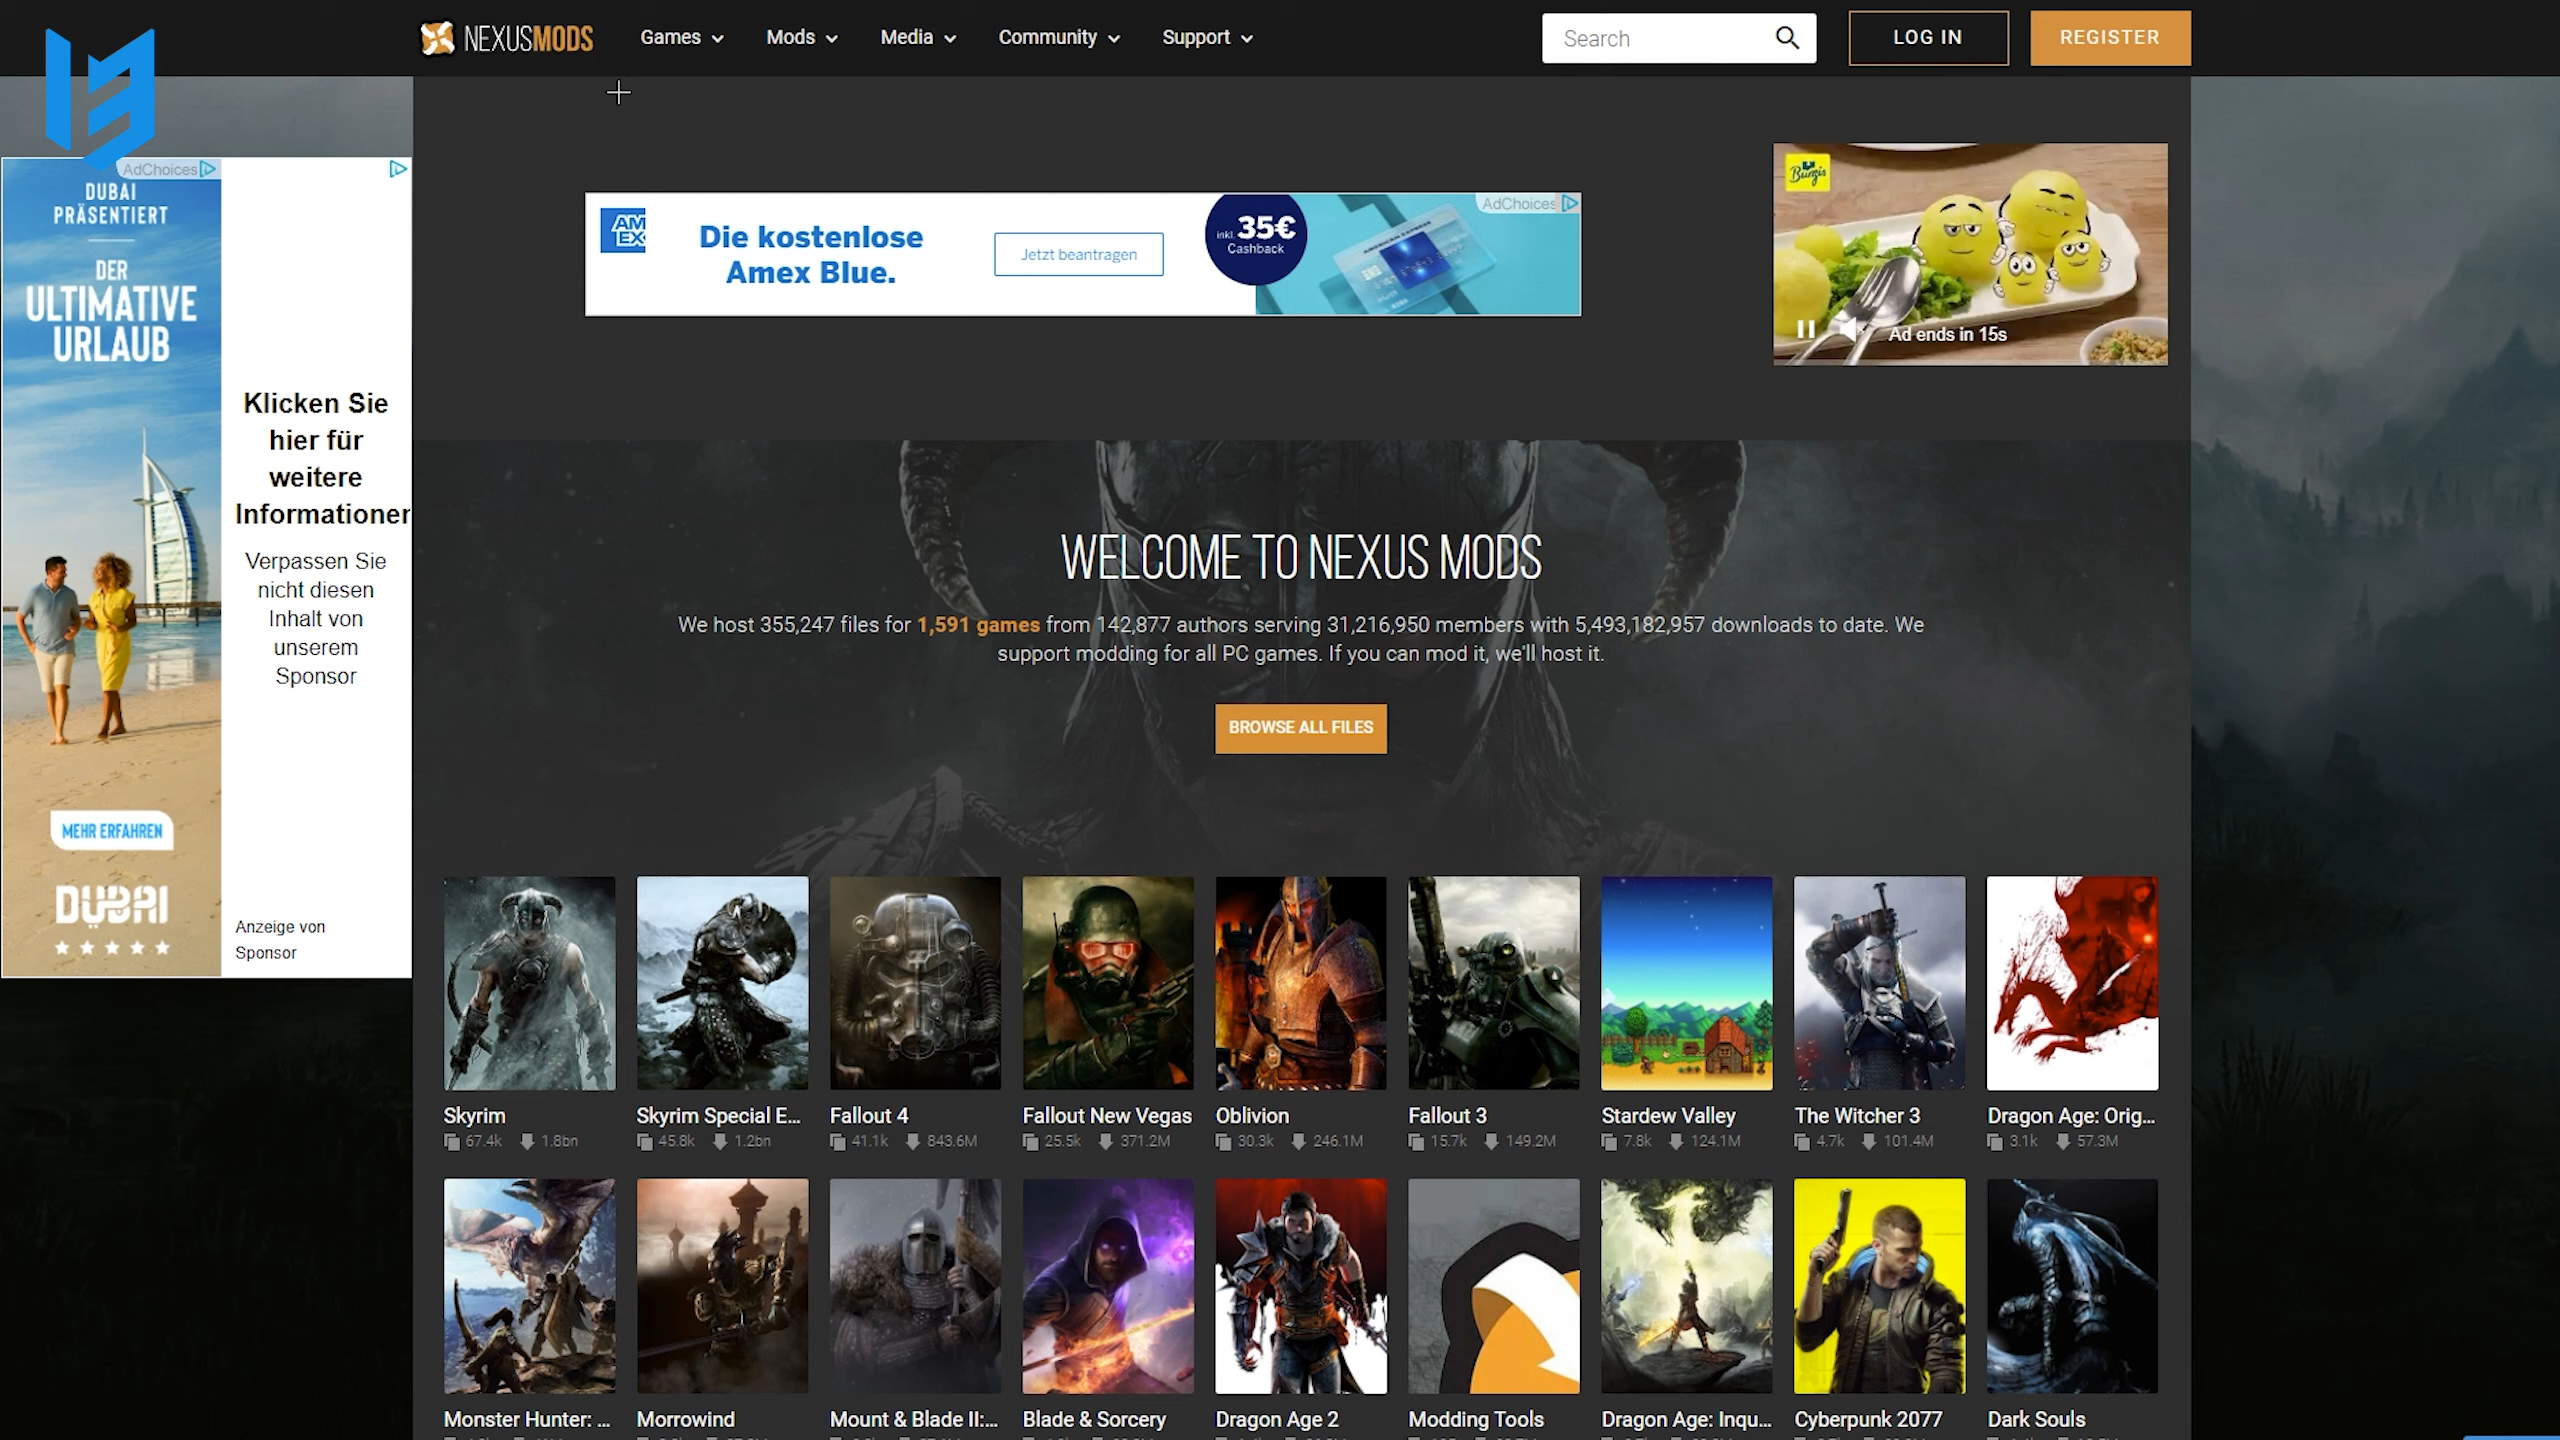 NEXUSMODS
Games
Mods
Media
Community
Support
Search
LOG IN
REGISTER
AdChoices
DUBAI
PRÄSENTIERT
DER
ULTIMATIVE
URLAUB
MEHR ERFAHREN
DUBAI
Klicken Sie
hier für
weitere
Informationen
Verpassen Sie
nicht diesen
Inhalt von
unserem
Sponsor
Anzeige von
Sponsor
AM
EX
Die kostenlose
Amex Blue.
Jetzt beantragen
inkl. 35€
Cashback
AMERICAN EXPRESS
AdChoices
Burgis
Ad ends in 15s
WELCOME TO NEXUS MODS
We host 355,247 files for 1,591 games from 142,877 authors serving 31,216,950 members with 5,493,182,957 downloads to date. We
support modding for all PC games. If you can mod it, we'll host it.
BROWSE ALL FILES
Skyrim
67.4k 1.8bn
Skyrim Special E...
45.8k 1.2bn
Fallout 4
41.1k 843.6M
Fallout New Vegas
25.5k 371.2M
Oblivion
30.3k 246.1M
Fallout 3
15.7k 149.2M
Stardew Valley
7.8k 124.1M
The Witcher 3
4.7k 101.4M
Dragon Age: Orig...
3.1k 57.3M
Monster Hunter: ...
Morrowind
Mount & Blade II:...
Blade & Sorcery
Dragon Age 2
Modding Tools
Dragon Age: Inqu...
Cyberpunk 2077
Dark Souls